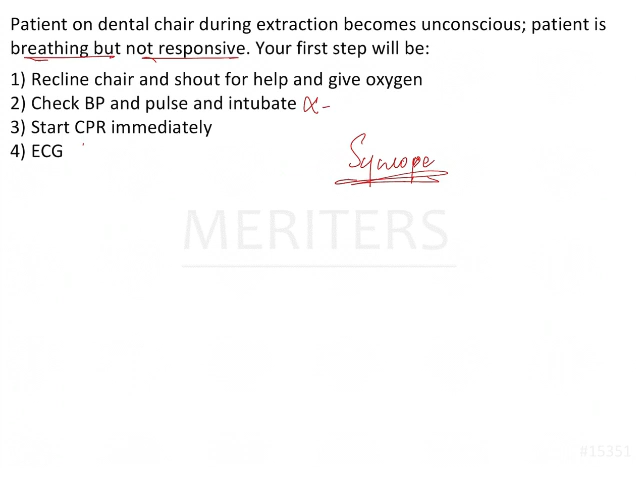 Patient on dental chair during extraction becomes unconscious; patient is
breathing but not responsive. Your first step will be:
1) Recline chair and shout for help and give oxygen
2) Check BP and pulse and intubate
3) Start CPR immediately
4) ECG
Syncope
MERITERS
#15351